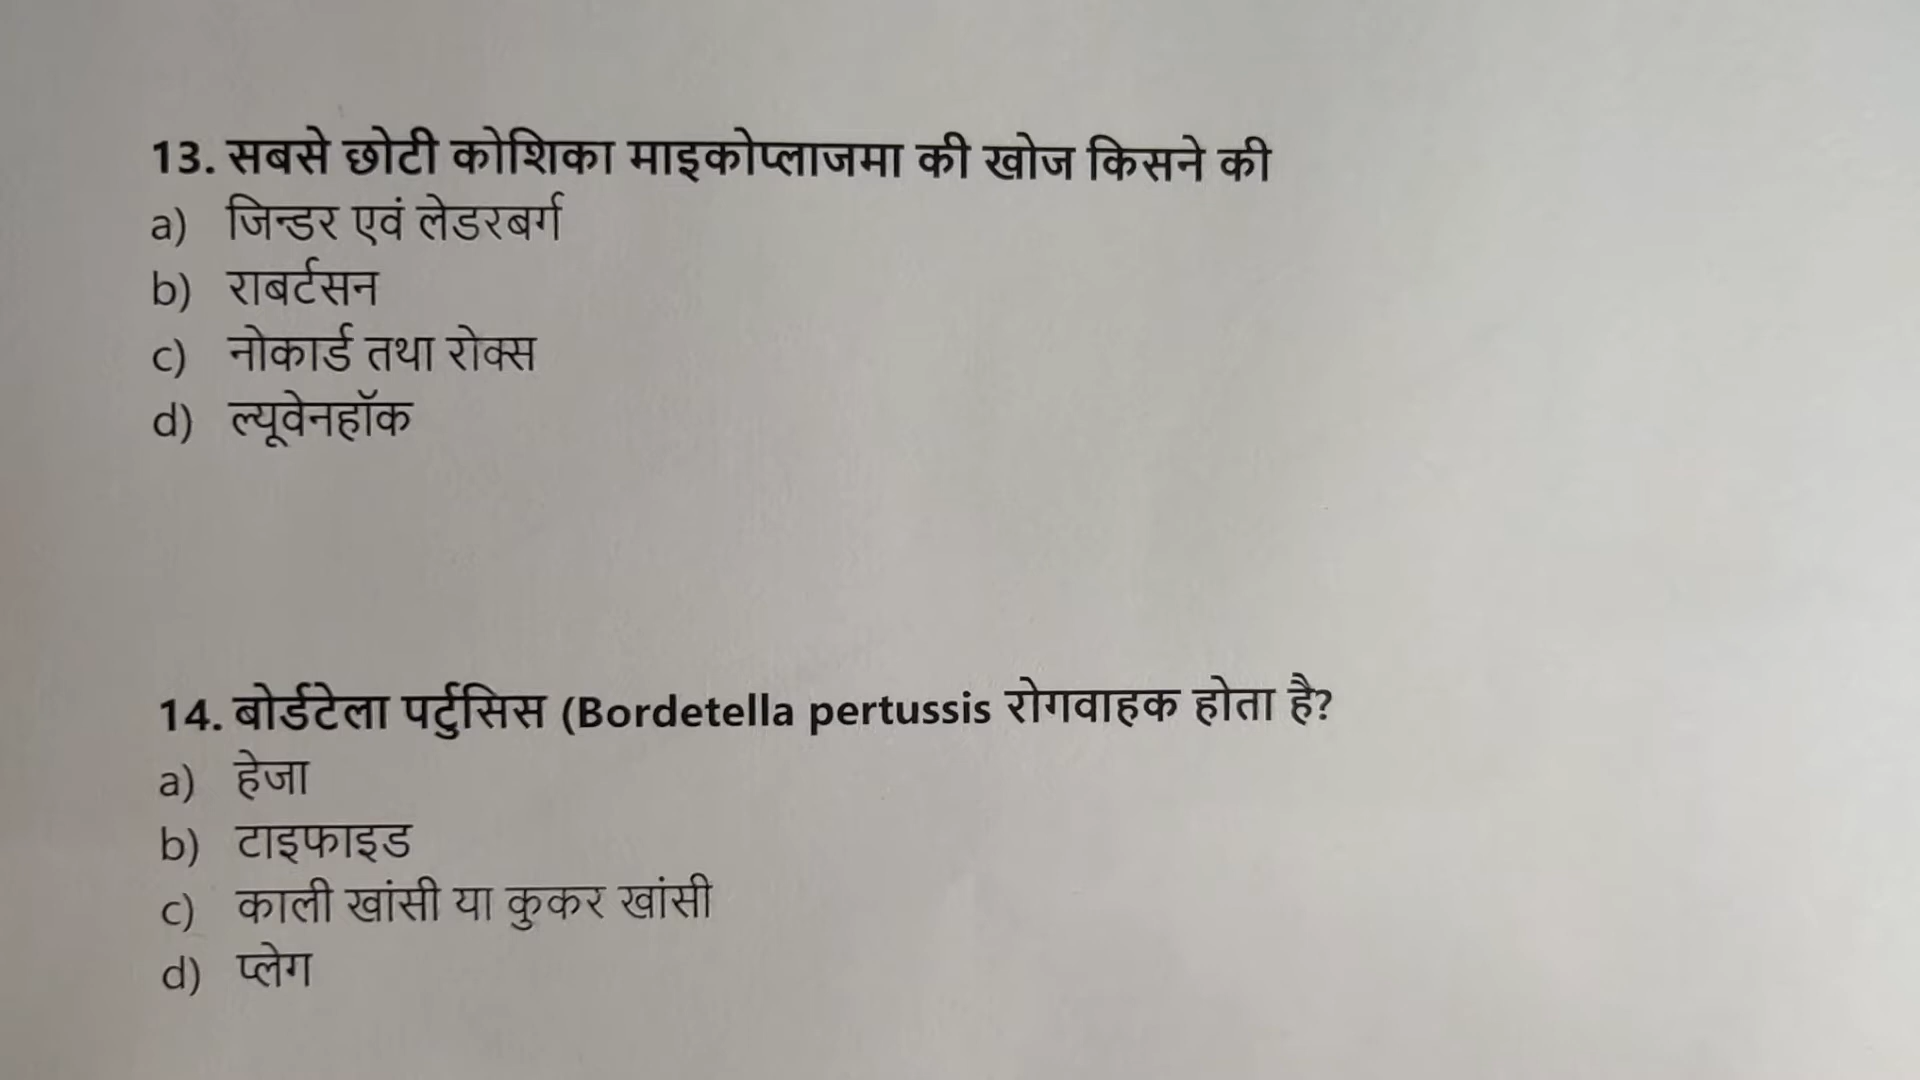 13. सबसे छोटी कोशिका माइकोप्लाजमा की खोज किसने की
a) जिन्डर एवं लेडरबर्ग
b) राबर्टसन
c) नोकार्ड तथा रोक्स
d) ल्यूवेनहॉक
14. बोर्डटेला पर्टुसिस (Bordetella pertussis रोगवाहक होता है?
a) हेजा
b) टाइफाइड
c) काली खांसी या कुकर खांसी
d) प्लेग